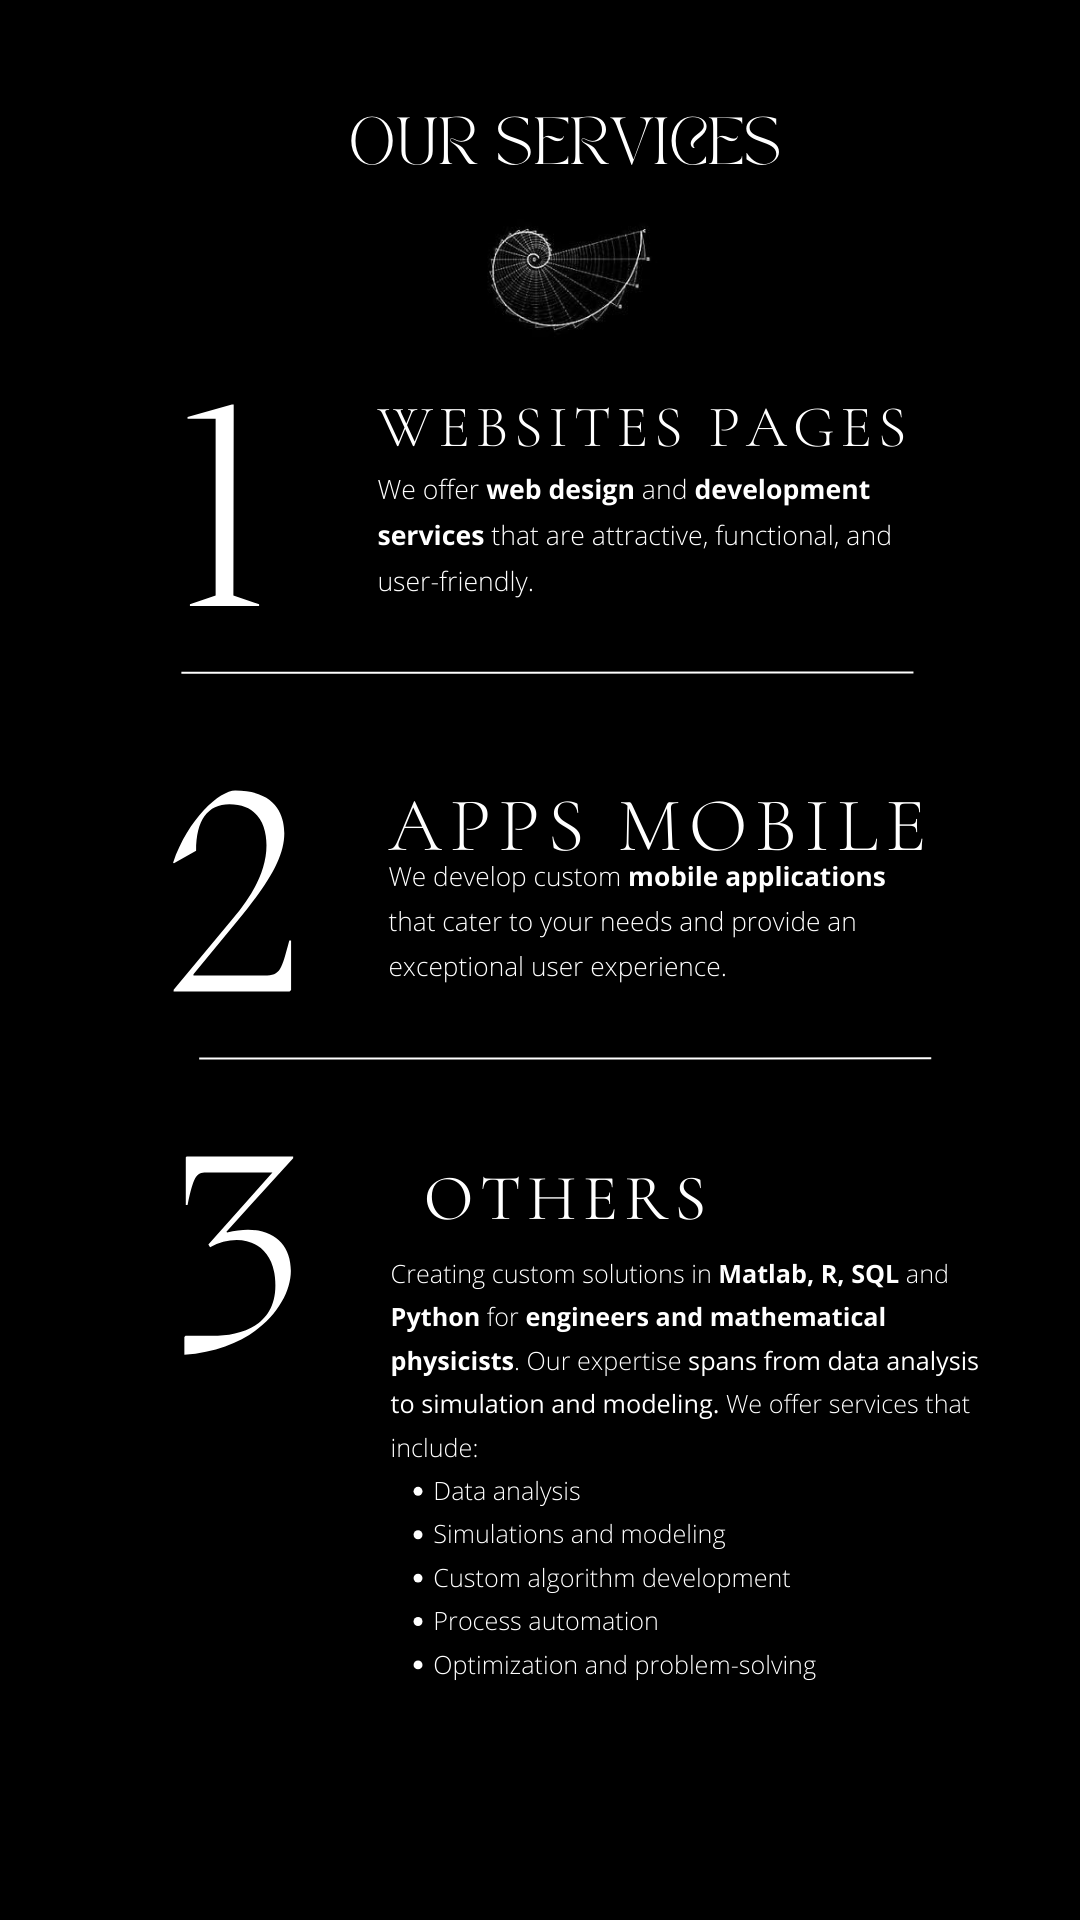 OUR SERVICES
1
WEBSITES PAGES
We offer web design and development
services that are attractive, functional, and
user-friendly.
2
APPS MOBILE
We develop custom mobile applications
that cater to your needs and provide an
exceptional user experience.
3
OTHERS
Creating custom solutions in Matlab, R, SQL and
Python for engineers and mathematical
physicists. Our expertise spans from data analysis
to simulation and modeling. We offer services that
include:
• Data analysis
• Simulations and modeling
• Custom algorithm development
• Process automation
• Optimization and problem-solving